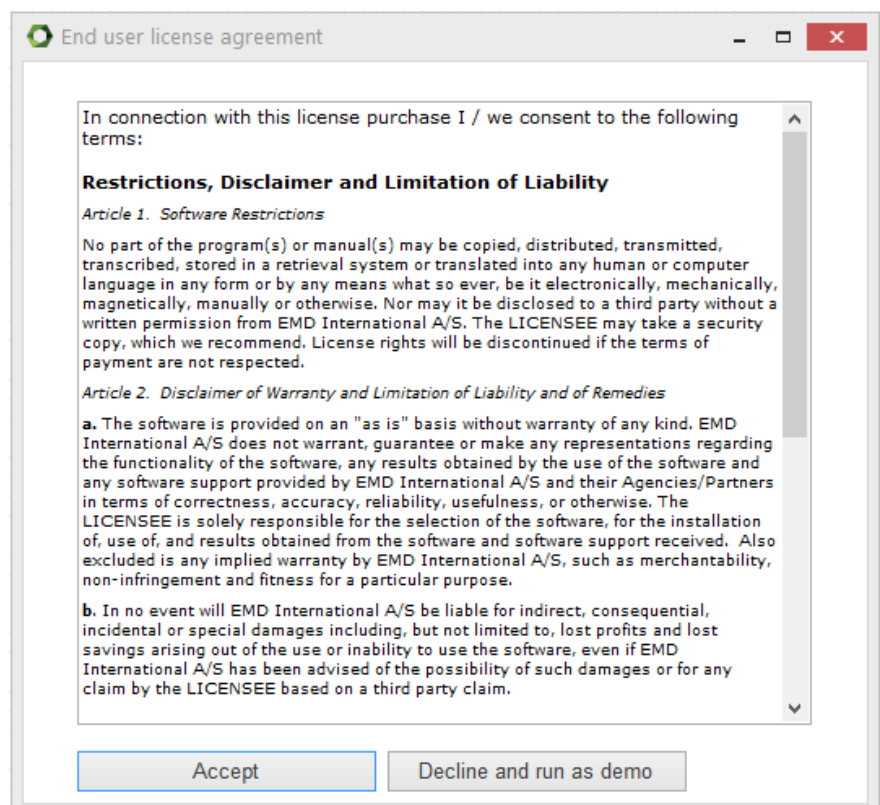 End user license agreement
In connection with this license purchase I / we consent to the following
terms:
Restrictions, Disclaimer and Limitation of Liability
Article 1.  Software Restrictions
No part of the program(s) or manual(s) may be copied, distributed, transmitted,
transcribed, stored in a retrieval system or translated into any human or computer
language in any form or by any means what so ever, be it electronically, mechanically,
magnetically, manually or otherwise. Nor may it be disclosed to a third party without a
written permission from EMD International A/S. The LICENSEE may take a security
copy, which we recommend. License rights will be discontinued if the terms of
payment are not respected.
Article 2.  Disclaimer of Warranty and Limitation of Liability and of Remedies
a. The software is provided on an "as is" basis without warranty of any kind. EMD
International A/S does not warrant, guarantee or make any representations regarding
the functionality of the software, any results obtained by the use of the software and
any software support provided by EMD International A/S and their Agencies/Partners
in terms of correctness, accuracy, reliability, usefulness, or otherwise. The
LICENSEE is solely responsible for the selection of the software, for the installation
of, use of, and results obtained from the software and software support received.  Also
excluded is any implied warranty by EMD International A/S, such as merchantability,
non-infringement and fitness for a particular purpose.
b. In no event will EMD International A/S be liable for indirect, consequential,
incidental or special damages including, but not limited to, lost profits and lost
savings arising out of the use or inability to use the software, even if EMD
International A/S has been advised of the possibility of such damages or for any
claim by the LICENSEE based on a third party claim.
Accept
Decline and run as demo